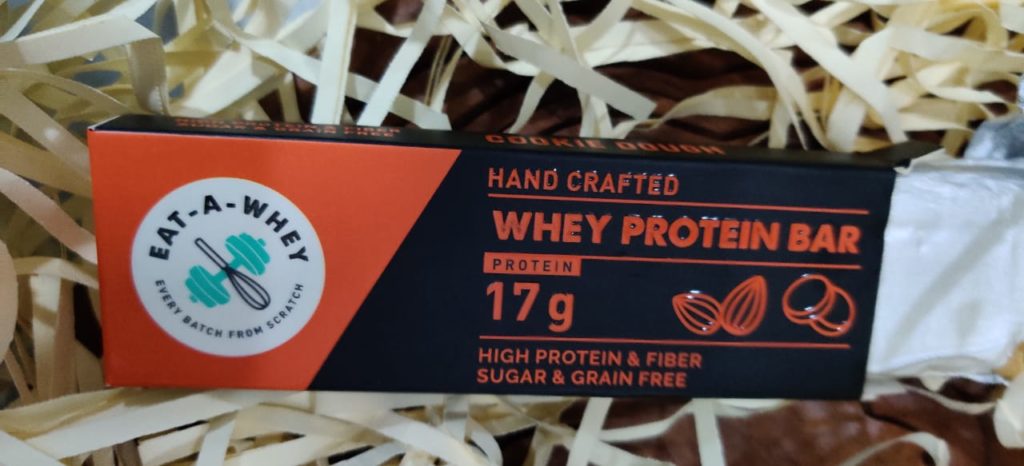 COOKIE DOUGH
EAT-A-WHEY
EVERY BATCH FROM SCRATCH
HAND CRAFTED
WHEY PROTEIN BAR
PROTEIN
17g
HIGH PROTEIN & FIBER
SUGAR & GRAIN FREE